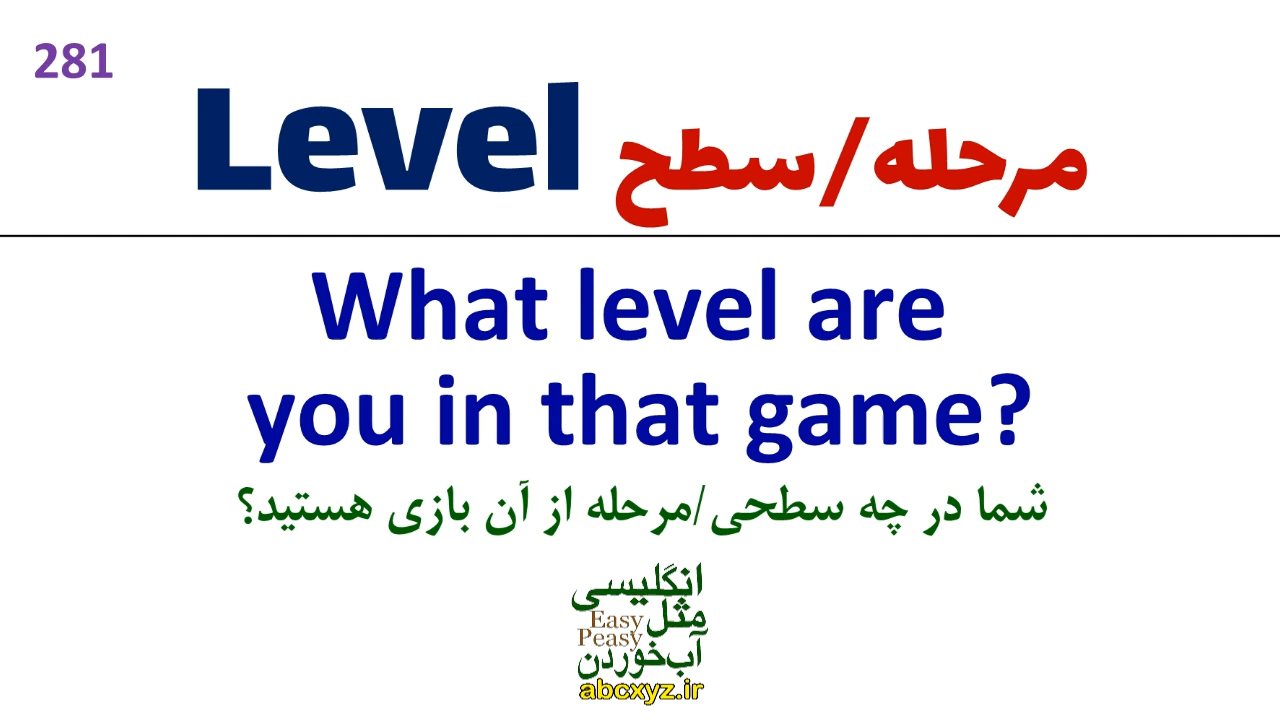 281
Level مرحله/سطح
What level are
you in that game?
شما در چه سطحی/مرحله از آن بازی هستید؟
انگلیسی
مثل Easy
Peasy
آب‌خوردن
abcxyz.ir